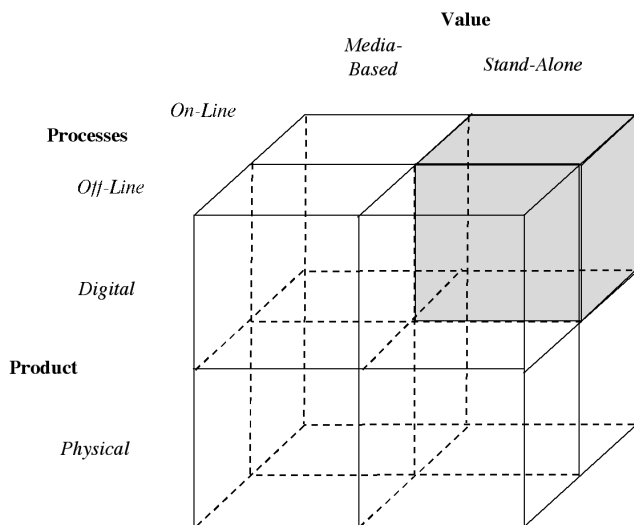 Value
Media-
Based
Stand-Alone
On-Line
Processes
Off-Line
Digital
Product
Physical